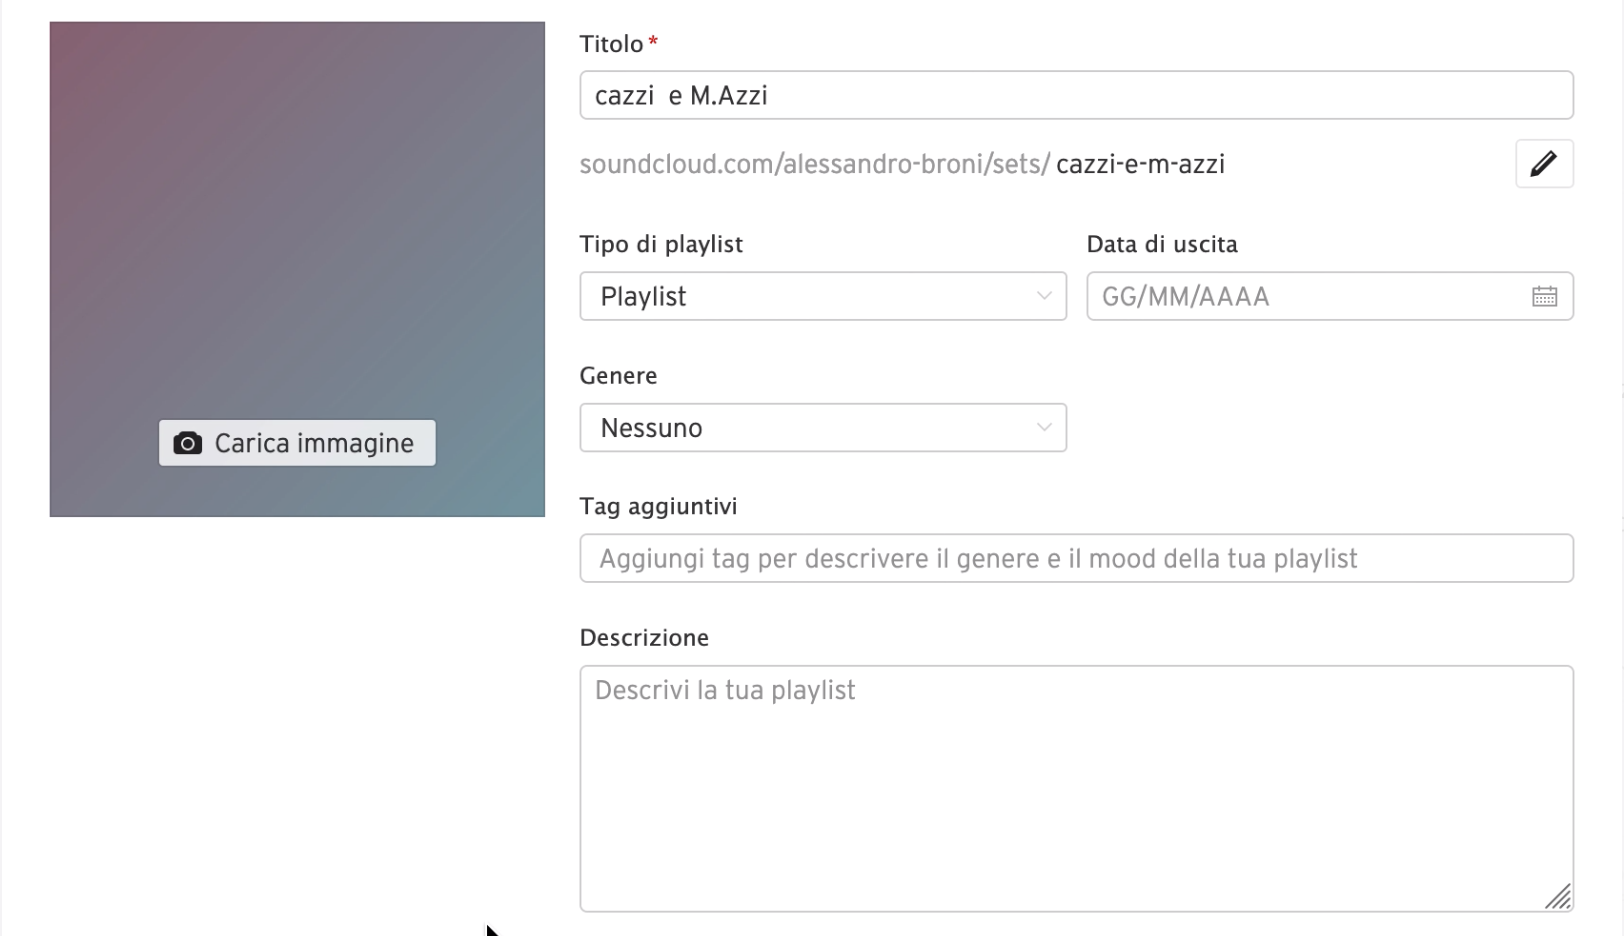 Titolo *
cazzi  e M.Azzi
soundcloud.com/alessandro-broni/sets/ cazzi-e-m-azzi
Tipo di playlist
Data di uscita
Playlist
GG/MM/AAAA
Genere
Nessuno
Carica immagine
Tag aggiuntivi
Aggiungi tag per descrivere il genere e il mood della tua playlist
Descrizione
Descrivi la tua playlist